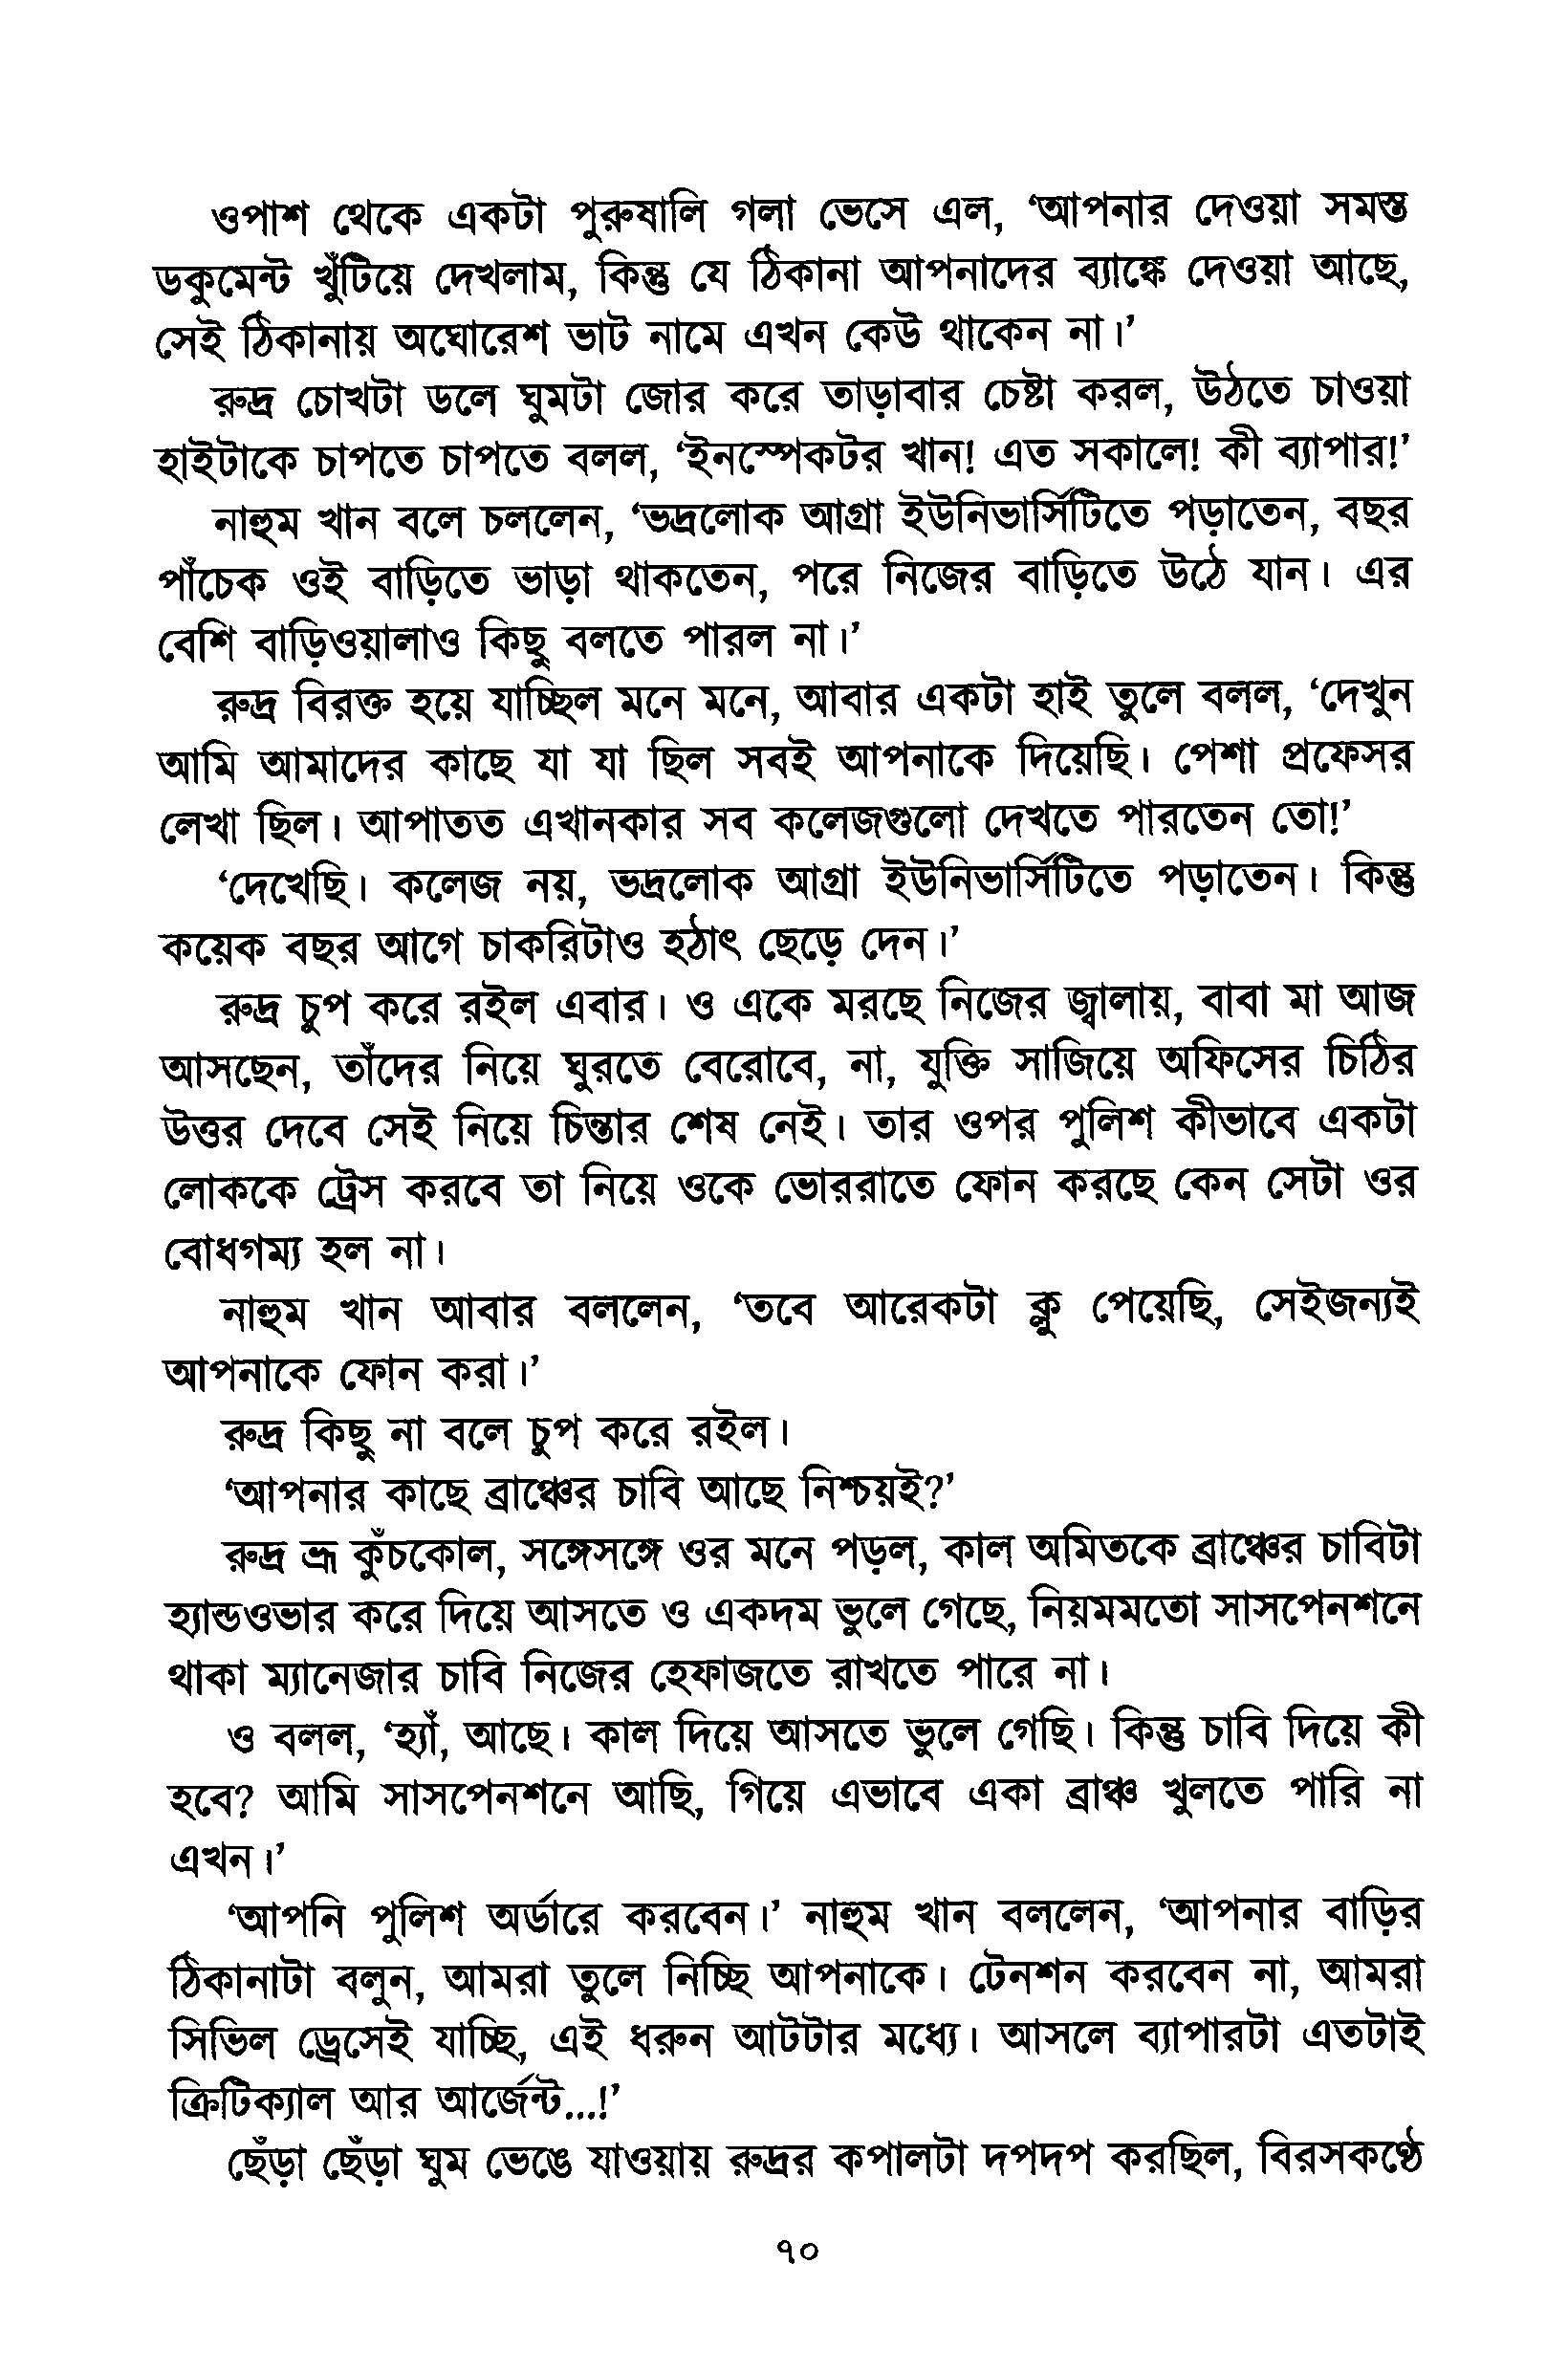 ওপাশ থেকে একটা পুরুষালি গলা ভেসে এল, ‘আপনার দেওয়া সমস্ত
ডকুমেন্ট খুঁটিয়ে দেখলাম, কিন্তু যে ঠিকানা আপনাদের ব্যাঙ্কে দেওয়া আছে,
সেই ঠিকানায় অঘোরেশ ভাট নামে এখন কেউ থাকেন না।’
রুদ্র চোখটা ডলে ঘুমটা জোর করে তাড়াবার চেষ্টা করল, উঠতে চাওয়া
হাইটাকে চাপতে চাপতে বলল, ‘ইনস্পেকটর খান! এত সকালে! কী ব্যাপার!’
নাহুম খান বলে চললেন, ‘ভদ্রলোক আগ্রা ইউনিভার্সিটিতে পড়াতেন, বছর
পাঁচেক ওই বাড়িতে ভাড়া থাকতেন, পরে নিজের বাড়িতে উঠে যান। এর
বেশি বাড়িওয়ালাও কিছু বলতে পারল না।’
রুদ্র বিরক্ত হয়ে যাচ্ছিল মনে মনে, আবার একটা হাই তুলে বলল, ‘দেখুন
আমি আমাদের কাছে যা যা ছিল সবই আপনাকে দিয়েছি। পেশা প্রফেসর
লেখা ছিল। আপাতত এখানকার সব কলেজগুলো দেখতে পারতেন তো!’
‘দেখেছি। কলেজ নয়, ভদ্রলোক আগ্রা ইউনিভার্সিটিতে পড়াতেন। কিন্তু
কয়েক বছর আগে চাকরিটাও হঠাৎ ছেড়ে দেন।’
রুদ্র চুপ করে রইল এবার। ও একে মরছে নিজের জ্বালায়, বাবা মা আজ
আসছেন, তাঁদের নিয়ে ঘুরতে বেরোবে, না, যুক্তি সাজিয়ে অফিসের চিঠির
উত্তর দেবে সেই নিয়ে চিন্তার শেষ নেই। তার ওপর পুলিশ কীভাবে একটা
লোককে ট্রেস করবে তা নিয়ে ওকে ভোররাতে ফোন করছে কেন সেটা ওর
বোধগম্য হল না।
নাহুম খান আবার বললেন, ‘তবে আরেকটা ক্লু পেয়েছি, সেইজন্যই
আপনাকে ফোন করা।’
রুদ্র কিছু না বলে চুপ করে রইল।
‘আপনার কাছে ব্রাঞ্চের চাবি আছে নিশ্চয়ই?’
রুদ্র ভ্রূ কুঁচকোল, সঙ্গেসঙ্গে ওর মনে পড়ল, কাল অমিতকে ব্রাঞ্চের চাবিটা
হ্যান্ডওভার করে দিয়ে আসতে ও একদম ভুলে গেছে, নিয়মমতো সাসপেনশনে
থাকা ম্যানেজার চাবি নিজের হেফাজতে রাখতে পারে না।
ও বলল, ‘হ্যাঁ, আছে। কাল দিয়ে আসতে ভুলে গেছি। কিন্তু চাবি দিয়ে কী
হবে? আমি সাসপেনশনে আছি, গিয়ে এভাবে একা ব্রাঞ্চ খুলতে পারি না
এখন।’
‘আপনি পুলিশ অর্ডারে করবেন।’ নাহুম খান বললেন, ‘আপনার বাড়ির
ঠিকানাটা বলুন, আমরা তুলে নিচ্ছি আপনাকে। টেনশন করবেন না, আমরা
সিভিল ড্রেসেই যাচ্ছি, এই ধরুন আটটার মধ্যে। আসলে ব্যাপারটা এতটাই
ক্রিটিক্যাল আর আর্জেন্ট...!’
ছেঁড়া ছেঁড়া ঘুম ভেঙে যাওয়ায় রুদ্রর কপালটা দপদপ করছিল, বিরসকণ্ঠে
৭০